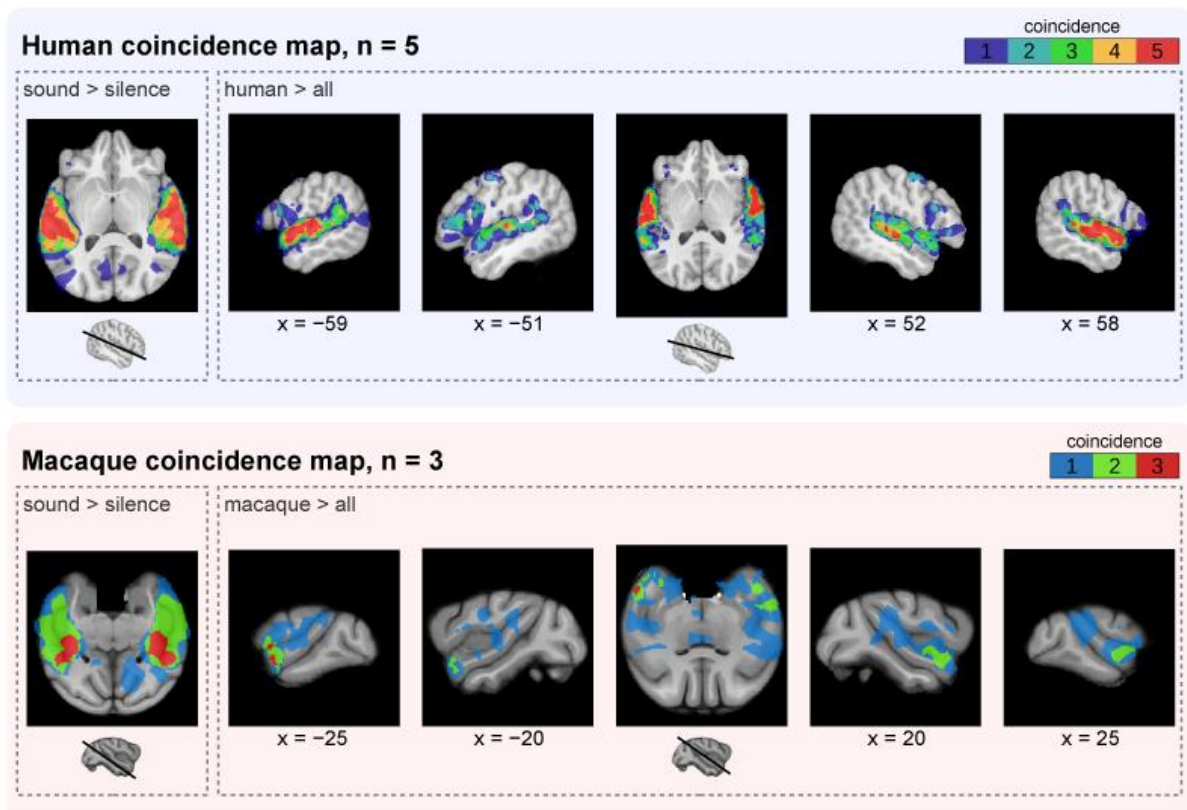 Human coincidence map, n = 5
coincidence
1 2 3 4 5
sound > silence
human > all
x = −59
x = −51
x = 52
x = 58
Macaque coincidence map, n = 3
coincidence
1 2 3
sound > silence
macaque > all
x = −25
x = −20
x = 20
x = 25